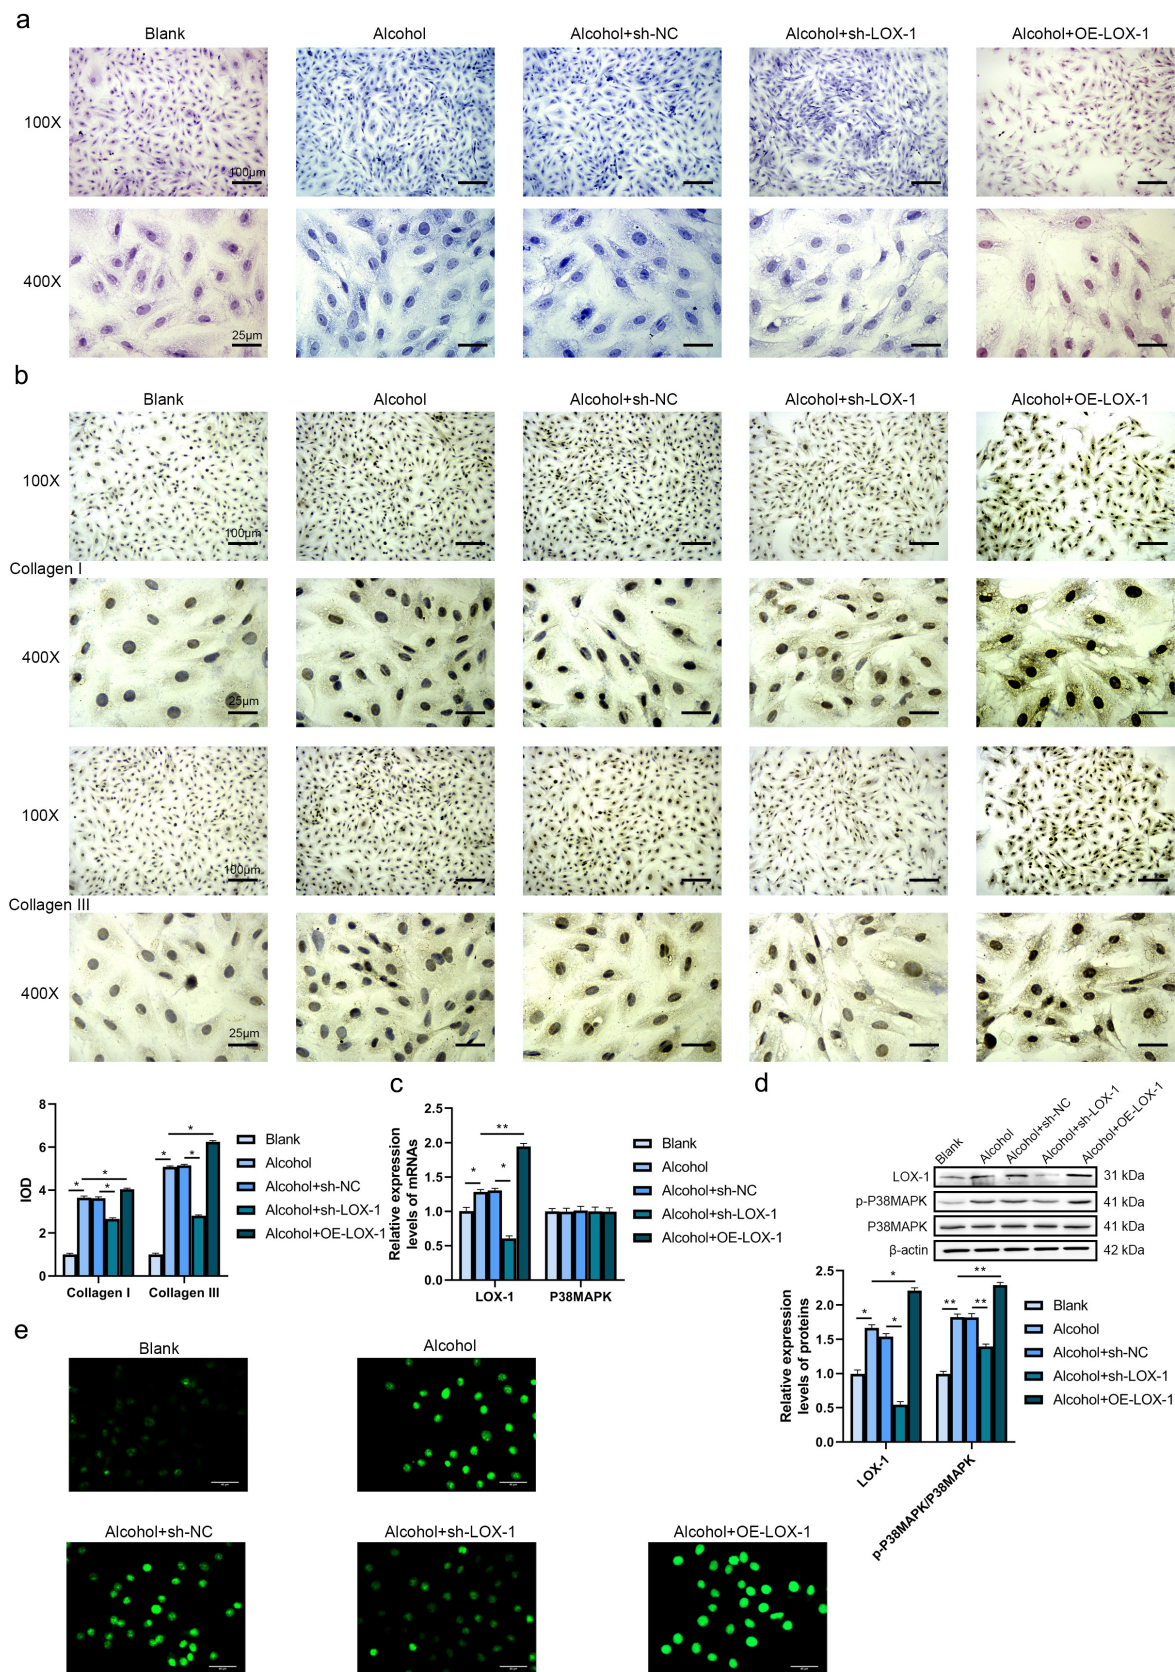 a
Blank Alcohol Alcohol+sh-NC Alcohol+sh-LOX-1 Alcohol+OE-LOX-1
100X
100μm
400X
25μm
b
Blank Alcohol Alcohol+sh-NC Alcohol+sh-LOX-1 Alcohol+OE-LOX-1
100X
100μm
Collagen I
400X
25μm
100X
100μm
Collagen III
400X
25μm
IOD
8
6
4
2
0
* * * * * *
Collagen I Collagen III
Blank
Alcohol
Alcohol+sh-NC
Alcohol+sh-LOX-1
Alcohol+OE-LOX-1
c
Relative expression
levels of mRNAs
2.5
2.0
1.5
1.0
0.5
0.0
* ** *
LOX-1 P38MAPK
Blank
Alcohol
Alcohol+sh-NC
Alcohol+sh-LOX-1
Alcohol+OE-LOX-1
d
Blank Alcohol Alcohol+sh-NC Alcohol+sh-LOX-1 Alcohol+OE-LOX-1
LOX-1 31 kDa
p-P38MAPK 41 kDa
P38MAPK 41 kDa
β-actin 42 kDa
Relative expression
levels of proteins
2.5
2.0
1.5
1.0
0.5
0.0
* * * ** ** **
LOX-1 p-P38MAPK/P38MAPK
Blank
Alcohol
Alcohol+sh-NC
Alcohol+sh-LOX-1
Alcohol+OE-LOX-1
e
Blank Alcohol
Alcohol+sh-NC Alcohol+sh-LOX-1 Alcohol+OE-LOX-1